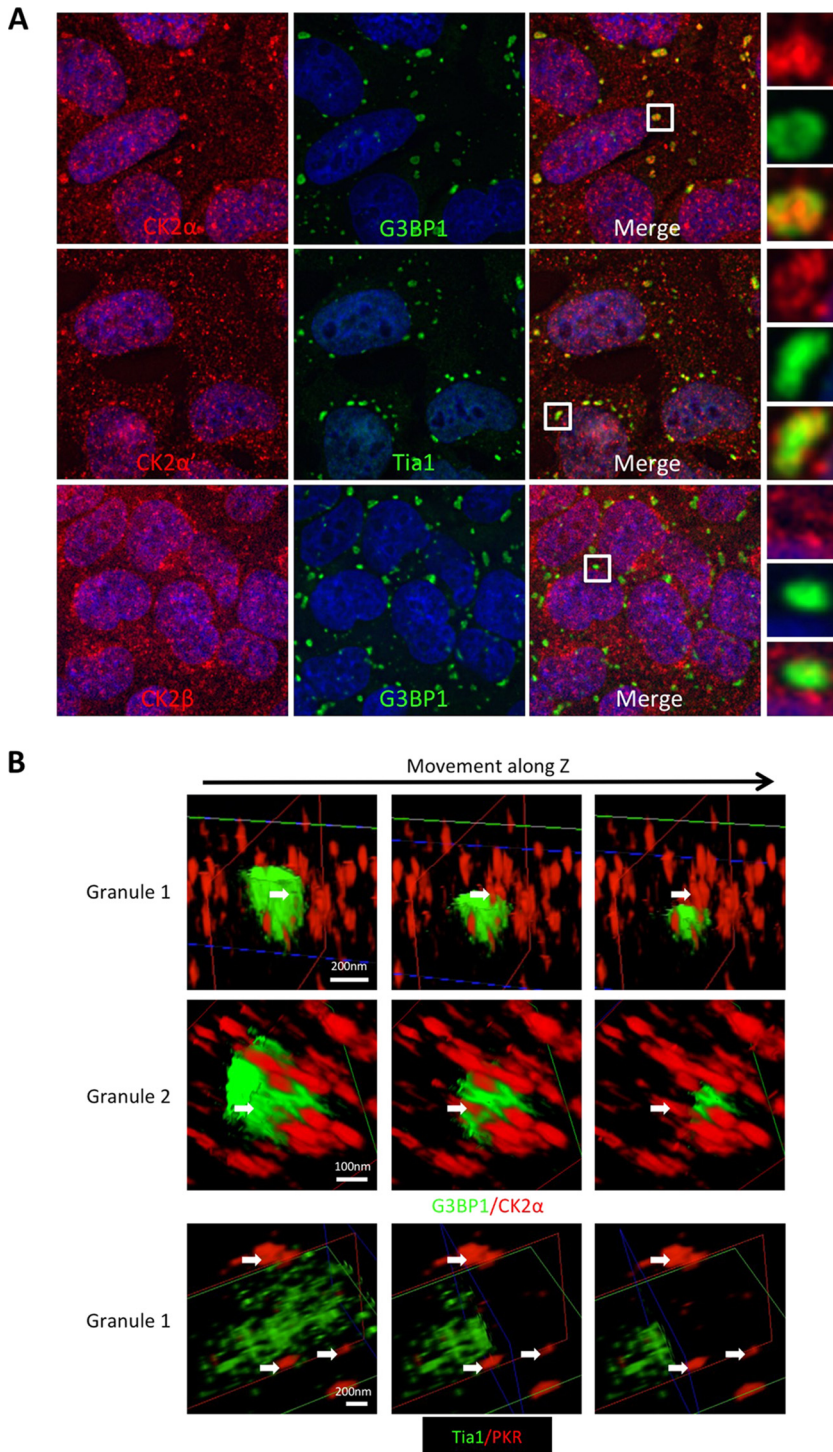 A
CK2α
G3BP1
Merge
CK2α'
Tia1
Merge
CK2β
G3BP1
Merge
B
Movement along Z
Granule 1
200nm
Granule 2
100nm
G3BP1/CK2α
Granule 1
200nm
Tia1/PKR